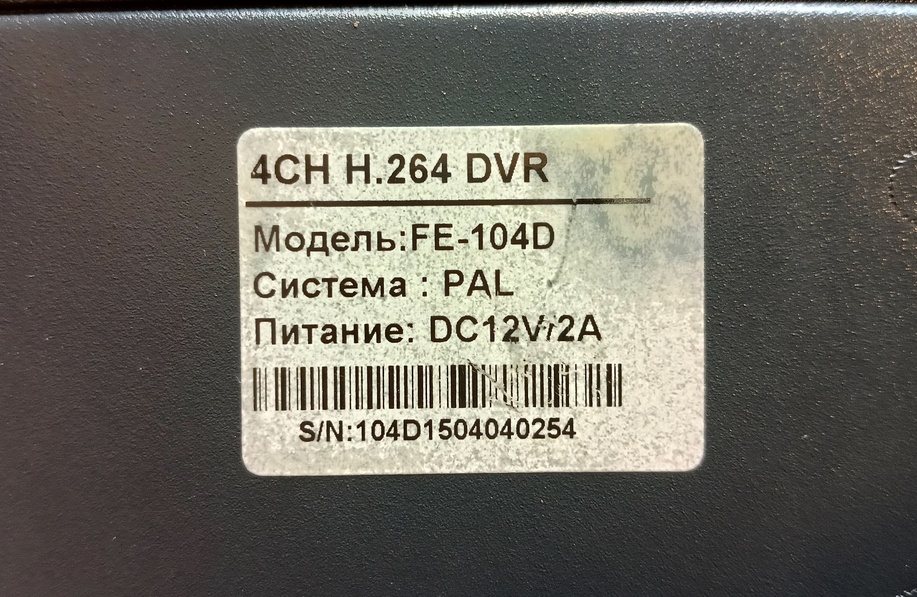 4CH H.264 DVR
Модель:FE-104D
Система : PAL
Питание: DC12V/2A
S/N:104D1504040254